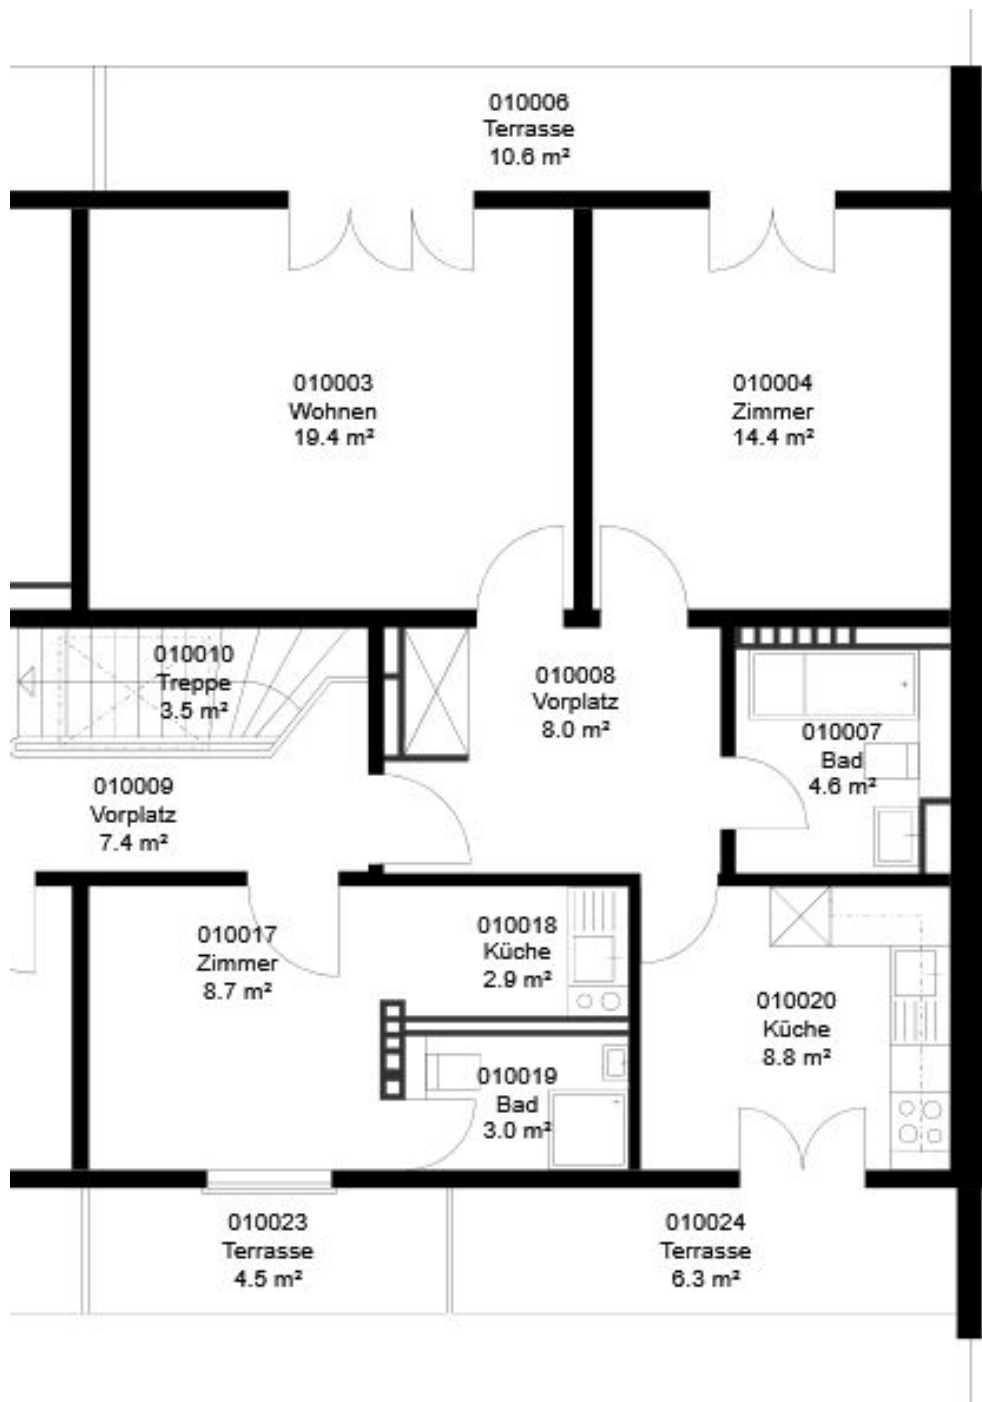 010006
Terrasse
10.6 m²
010003
Wohnen
19.4 m²
010004
Zimmer
14.4 m²
010010
Treppe
3.5 m²
010008
Vorplatz
8.0 m²
010007
Bad
4.6 m²
010009
Vorplatz
7.4 m²
010017
Zimmer
8.7 m²
010018
Küche
2.9 m²
010020
Küche
8.8 m²
010019
Bad
3.0 m²
010023
Terrasse
4.5 m²
010024
Terrasse
6.3 m²